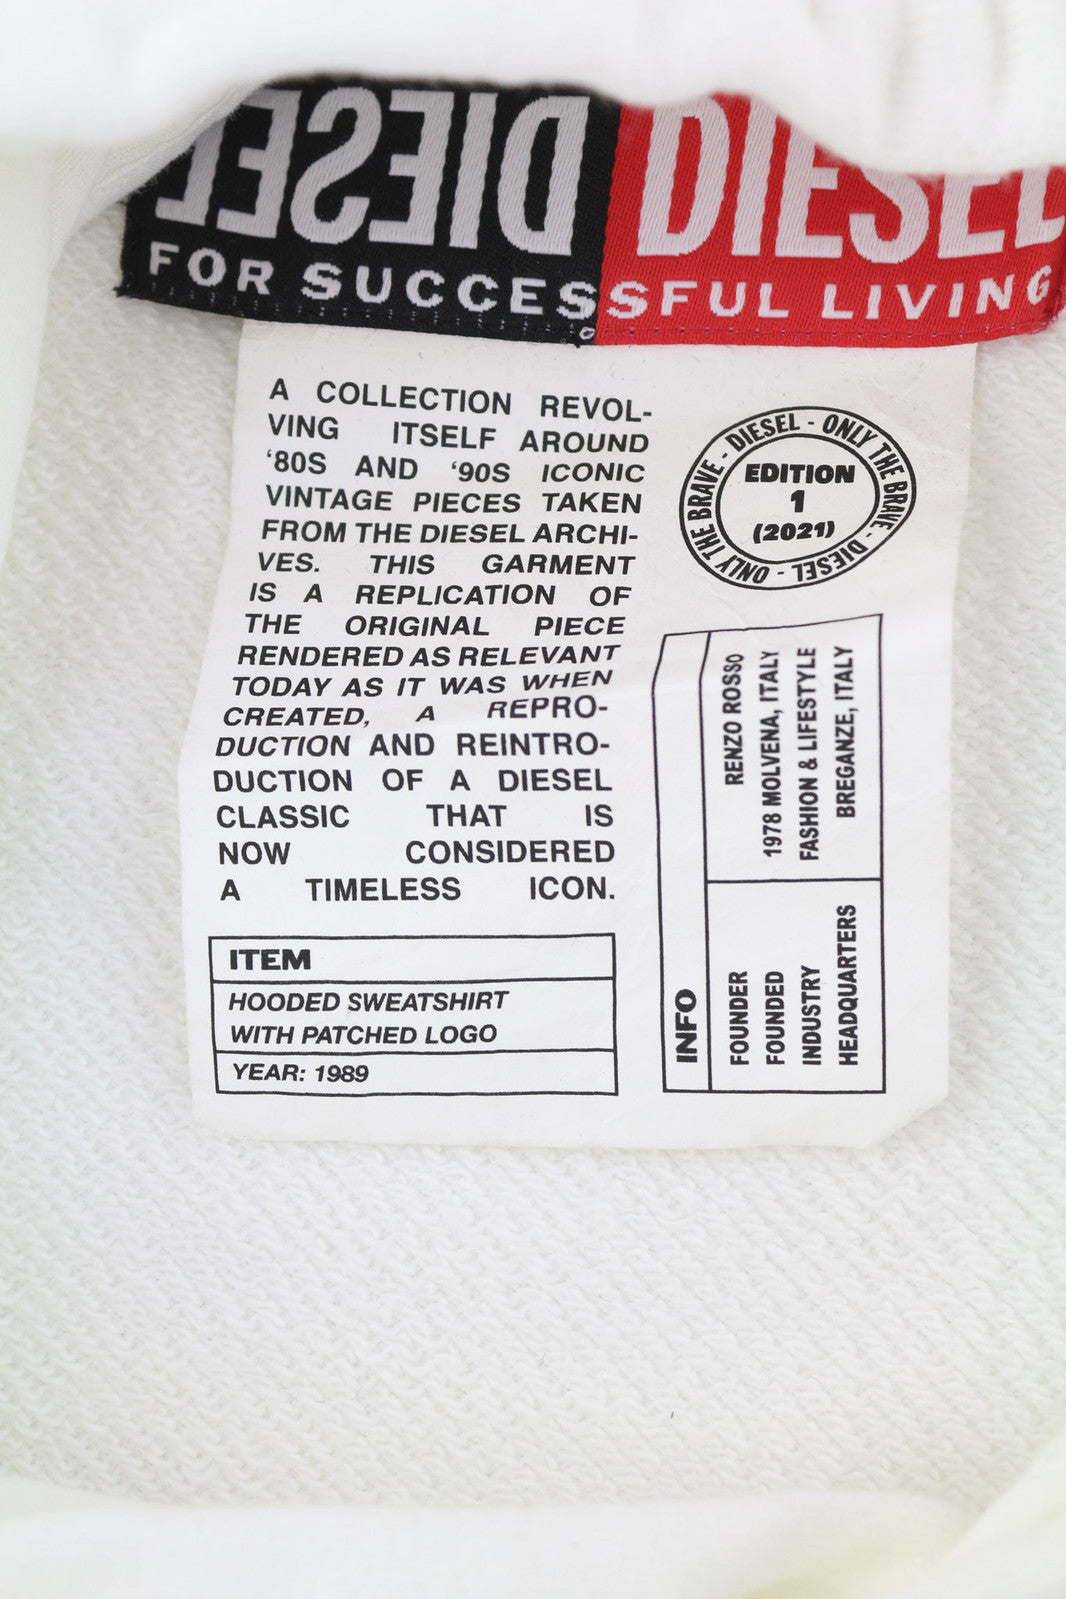 DIESEL DIESEL
FOR SUCCESSFUL LIVING
A COLLECTION REVOL-
VING ITSELF AROUND
‘80S AND ‘90S ICONIC
VINTAGE PIECES TAKEN
FROM THE DIESEL ARCHI-
VES. THIS GARMENT
IS A REPLICATION OF
THE ORIGINAL PIECE
RENDERED AS RELEVANT
TODAY AS IT WAS WHEN
CREATED, A REPRO-
DUCTION AND REINTRO-
DUCTION OF A DIESEL
CLASSIC THAT IS
NOW CONSIDERED
A TIMELESS ICON.
ITEM
HOODED SWEATSHIRT
WITH PATCHED LOGO
YEAR: 1989
DIESEL - ONLY THE BRAVE - DIESEL - ONLY THE BRAVE -
EDITION
1
(2021)
INFO
FOUNDER RENZO ROSSO
FOUNDED 1978 MOLVENA, ITALY
INDUSTRY FASHION & LIFESTYLE
HEADQUARTERS BREGANZE, ITALY